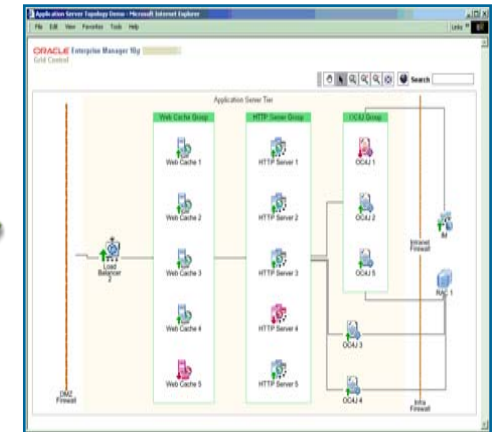 Application Server Topology Demo - Microsoft Internet Explorer
File Edit View Favorites Tools Help
Links
ORACLE Enterprise Manager 10g
Grid Control
Search
Application Server Tier
Web Cache Group HTTP Server Group OC4J Group
Web Cache 1 HTTP Server 1 OC4J 1
Web Cache 2 HTTP Server 2 OC4J 2
IM
Intranet
Firewall
Load
Balancer
2
Web Cache 3 HTTP Server 3 OC4J 5
RAC 1
Web Cache 4 HTTP Server 4 OC4J 3
Web Cache 5 HTTP Server 5 OC4J 4
DMZ
Firewall
Infra
Firewall